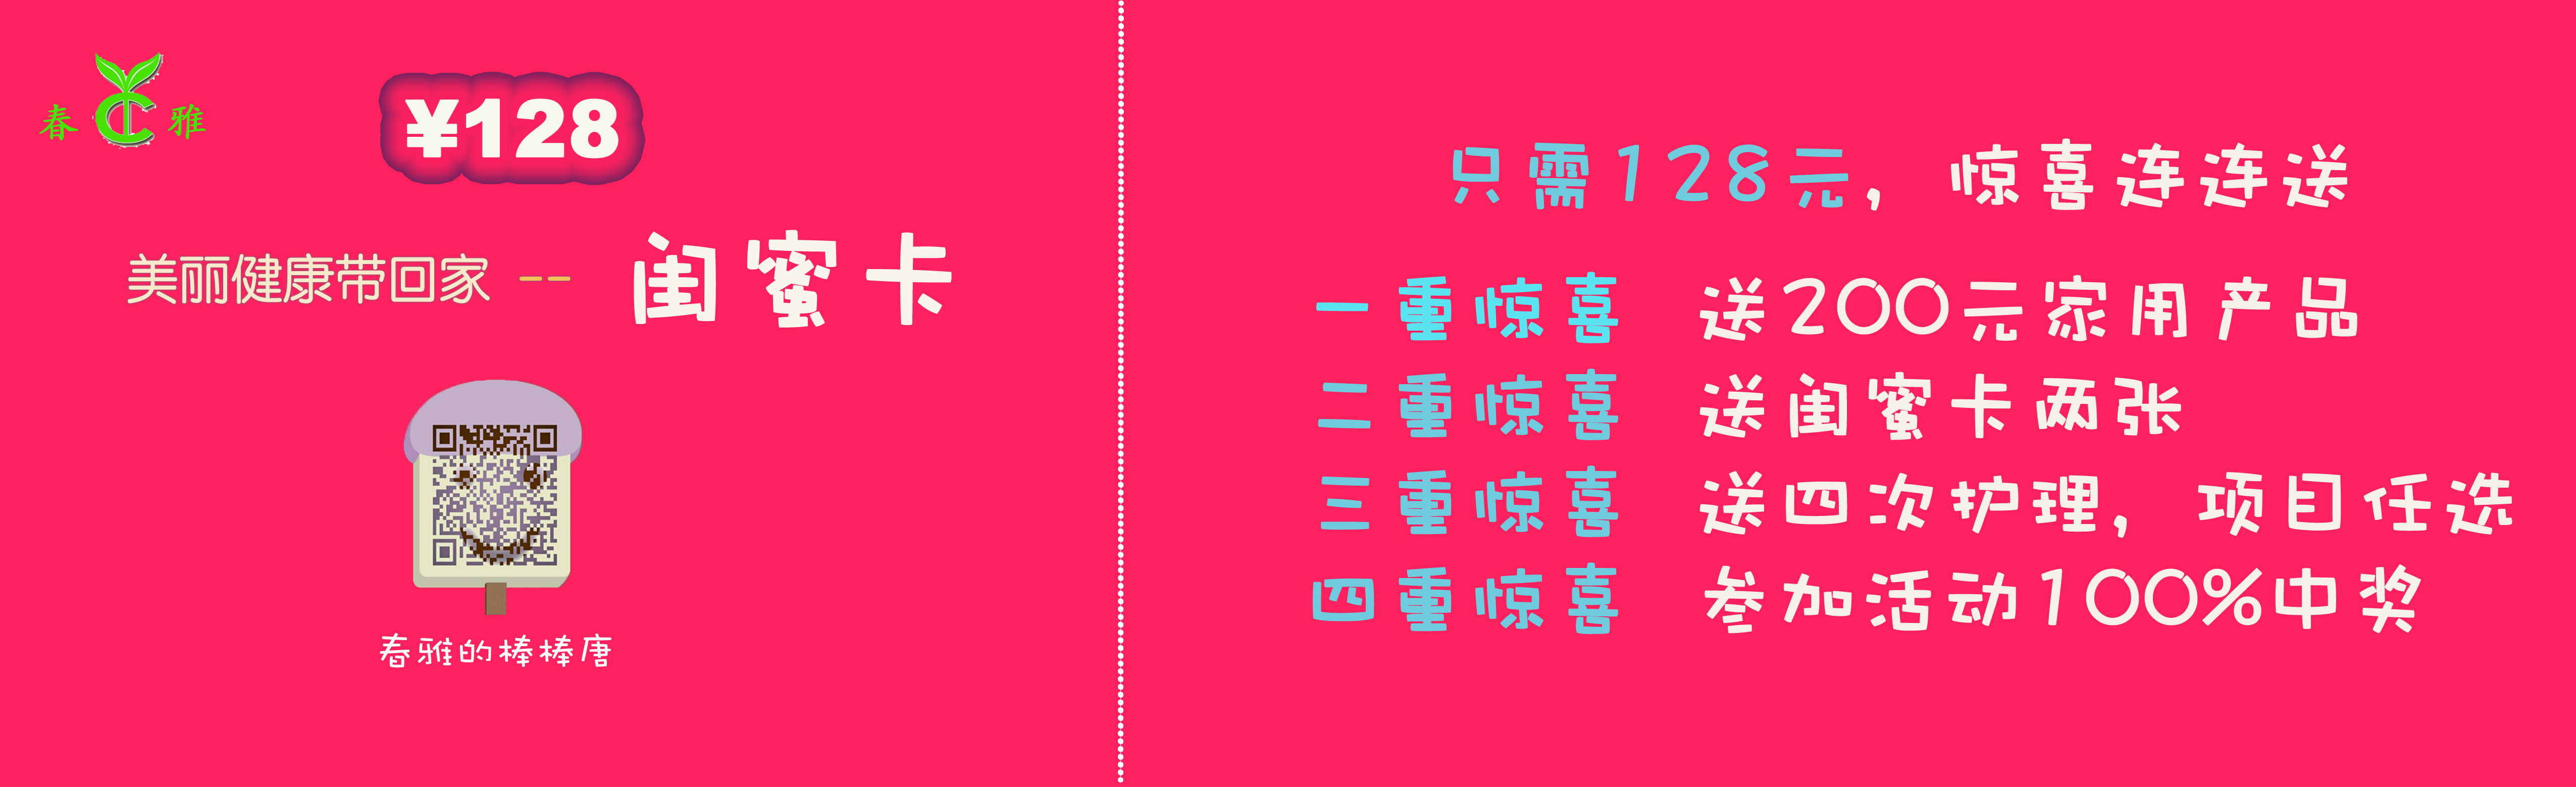 春 雅
¥128
美丽健康带回家 -- 闺蜜卡
春雅的棒棒唐
只需128元，惊喜连连送
一重惊喜 送200元家用产品
二重惊喜 送闺蜜卡两张
三重惊喜 送四次护理，项目任选
四重惊喜 参加活动100%中奖